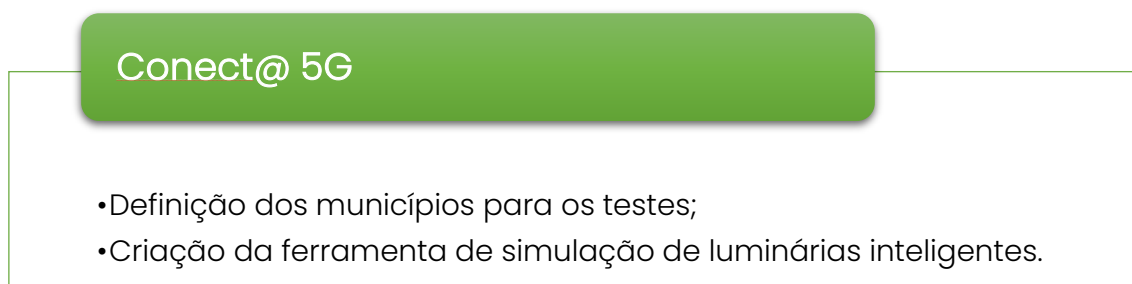 Conect@ 5G
•Definição dos municípios para os testes;
•Criação da ferramenta de simulação de luminárias inteligentes.